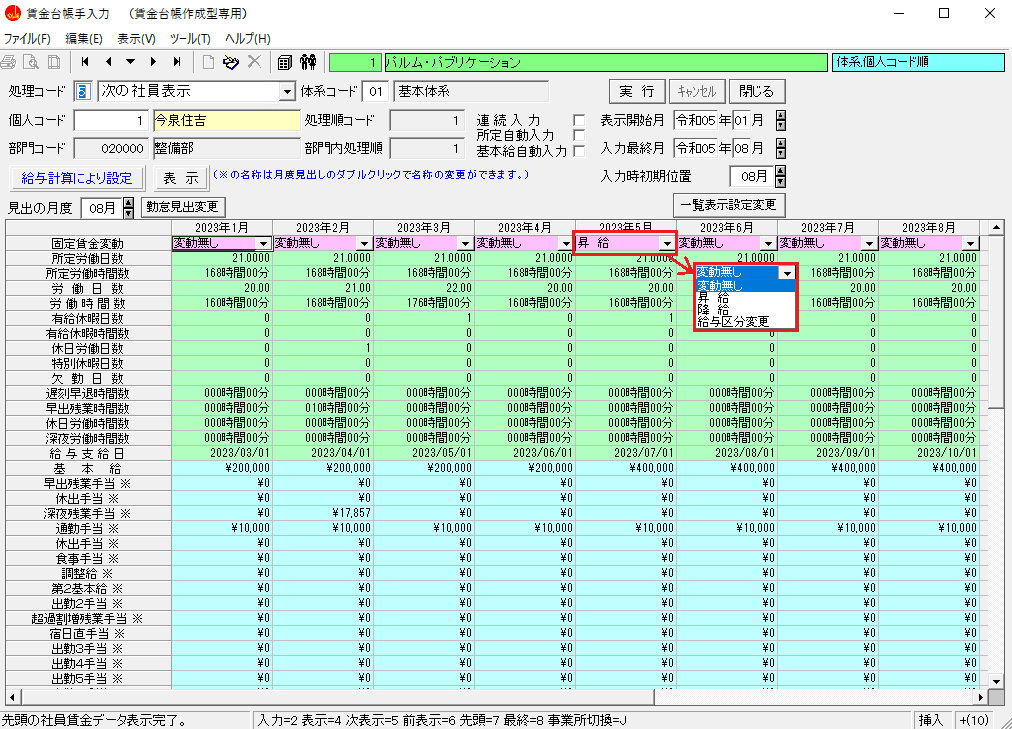 賃金台帳手入力　（賃金台帳作成型専用）
ファイル(F)　編集(E)　表示(V)　ツール(T)　ヘルプ(H)
1 パルム・パブリケーション 体系,個人コード順
処理コード 5 次の社員表示 体系コード 01 基本体系 実 行 キャンセル 閉じる
個人コード 1 今泉住吉 処理順コード 1 連 続 入 力 表示開始月 令和05 年 01 月
所定自動入力
部門コード 020000 整備部 部門内処理順 1 基本給自動入力 入力最終月 令和05 年 08 月
給与計算により設定 表 示 (※の名称は月度見出しのダブルクリックで名称の変更ができます。) 入力時初期位置 08月
見出の月度 08月 勤怠見出変更 一覧表示設定変更
2023年1月 2023年2月 2023年3月 2023年4月 2023年5月 2023年6月 2023年7月 2023年8月
固定賃金変動 変動無し 変動無し 変動無し 変動無し 昇 給 変動無し 変動無し 変動無し
所定労働日数 21.0000 21.0000 21.0000 21.0000 21.0000 21.0000 21.0000 21.0000
所定労働時間数 168時間00分 168時間00分 168時間00分 168時間00分 168時間00分 168時間00分 168時間00分
変動無し
変動無し
昇 給
降 給
給与区分変更
労 働 日 数 20.00 21.00 22.00 20.00 20.00 20.00 20.00
労 働 時 間 数 160時間00分 168時間00分 176時間00分 160時間00分 160時間00分 160時間00分 160時間00分
有給休暇日数 0 0 1 0 1 0 0
有給休暇時間数 0 0 0 0 0 0 0 0
休日労働日数 0 1 0 0 0 0 0 0
特別休暇日数 0 0 0 0 0 0 0 0
欠 勤 日 数 0 0 0 0 0 0 0 0
遅刻早退時間数 000時間00分 000時間00分 000時間00分 000時間00分 000時間00分 000時間00分 000時間00分 000時間00分
早出残業時間数 000時間00分 010時間00分 000時間00分 000時間00分 000時間00分 000時間00分 000時間00分 000時間00分
休日労働時間数 000時間00分 000時間00分 000時間00分 000時間00分 000時間00分 000時間00分 000時間00分 000時間00分
深夜労働時間数 000時間00分 000時間00分 000時間00分 000時間00分 000時間00分 000時間00分 000時間00分 000時間00分
給 与 支 給 日 2023/03/01 2023/04/01 2023/05/01 2023/06/01 2023/07/01 2023/08/01 2023/09/01 2023/10/01
基 本 給 ¥200,000 ¥200,000 ¥200,000 ¥200,000 ¥400,000 ¥400,000 ¥400,000 ¥400,000
早出残業手当 ※ ¥0 ¥0 ¥0 ¥0 ¥0 ¥0 ¥0 ¥0
休出手当 ※ ¥0 ¥0 ¥0 ¥0 ¥0 ¥0 ¥0 ¥0
深夜残業手当 ※ ¥0 ¥17,857 ¥0 ¥0 ¥0 ¥0 ¥0 ¥0
通勤手当 ※ ¥10,000 ¥10,000 ¥10,000 ¥10,000 ¥10,000 ¥10,000 ¥10,000 ¥10,000
休出手当 ※ ¥0 ¥0 ¥0 ¥0 ¥0 ¥0 ¥0 ¥0
食事手当 ※ ¥0 ¥0 ¥0 ¥0 ¥0 ¥0 ¥0 ¥0
調整給 ※ ¥0 ¥0 ¥0 ¥0 ¥0 ¥0 ¥0 ¥0
第2基本給 ※ ¥0 ¥0 ¥0 ¥0 ¥0 ¥0 ¥0 ¥0
出勤2手当 ※ ¥0 ¥0 ¥0 ¥0 ¥0 ¥0 ¥0 ¥0
超過割増残業手当 ※ ¥0 ¥0 ¥0 ¥0 ¥0 ¥0 ¥0 ¥0
宿日直手当 ※ ¥0 ¥0 ¥0 ¥0 ¥0 ¥0 ¥0 ¥0
出勤3手当 ※ ¥0 ¥0 ¥0 ¥0 ¥0 ¥0 ¥0 ¥0
出勤4手当 ※ ¥0 ¥0 ¥0 ¥0 ¥0 ¥0 ¥0 ¥0
出勤5手当 ※ ¥0 ¥0 ¥0 ¥0 ¥0 ¥0 ¥0 ¥0
先頭の社員賃金データ表示完了。 入力=2 表示=4 次表示=5 前表示=6 先頭=7 最終=8 事業所切換=J 挿入 +(10)